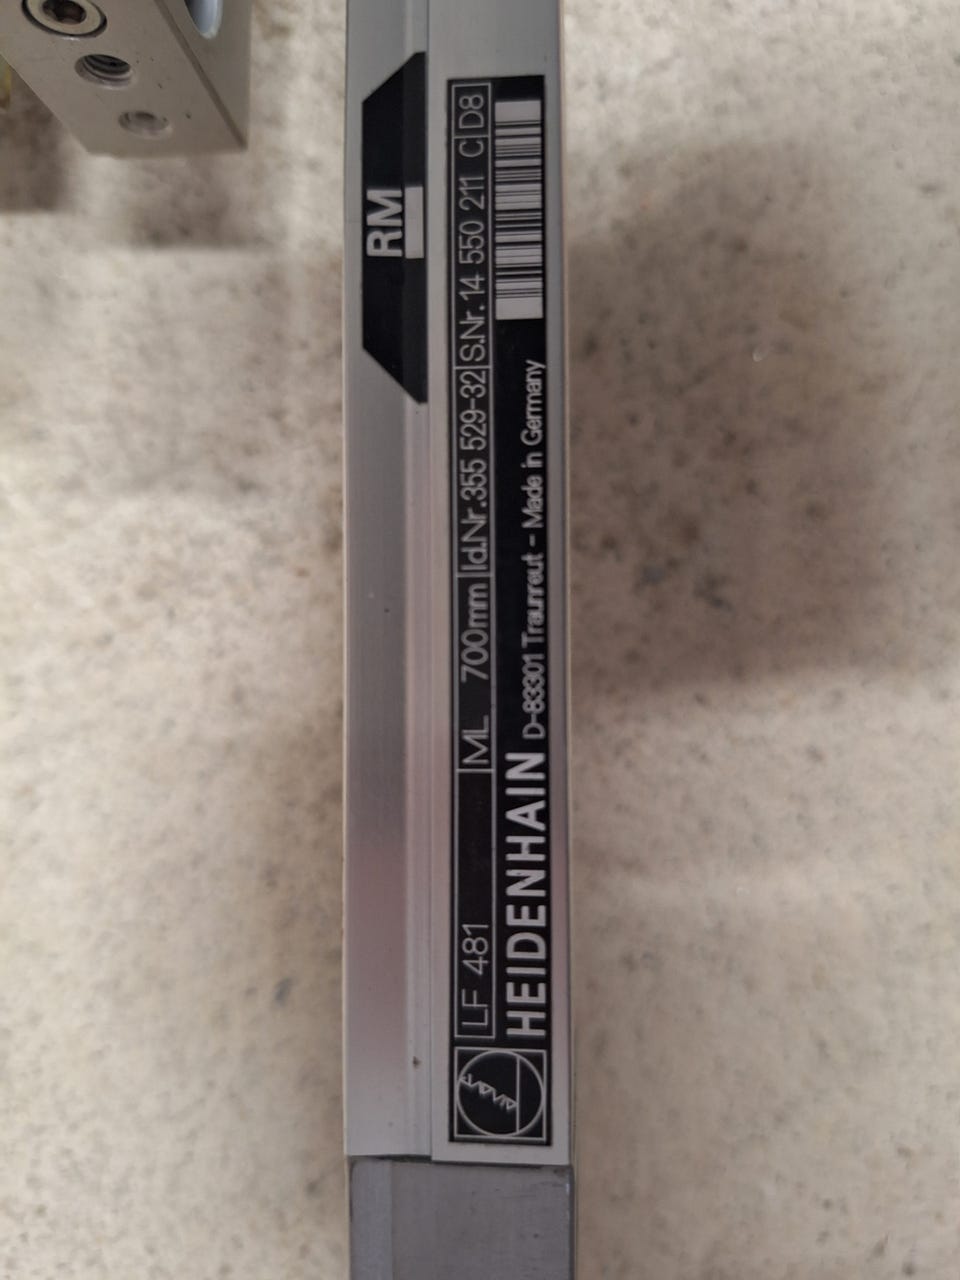 RM
LF 481 ML 700mm Id.Nr.355 529-32 S.Nr.14 550 211 C D8
HEIDENHAIN D-83301 Traunreut - Made in Germany